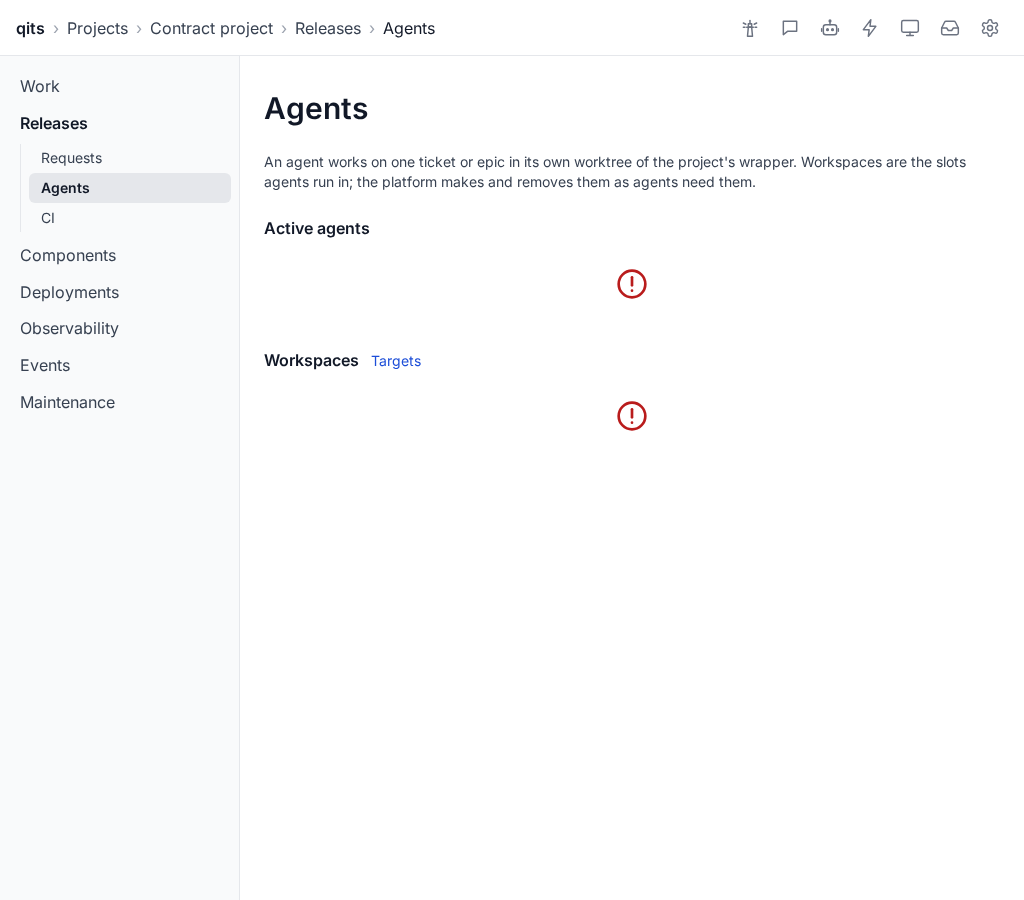 qits › Projects › Contract project › Releases › Agents
Work
Releases
Requests
Agents
CI
Components
Deployments
Observability
Events
Maintenance
Agents
An agent works on one ticket or epic in its own worktree of the project's wrapper. Workspaces are the slots
agents run in; the platform makes and removes them as agents need them.
Active agents
Workspaces Targets